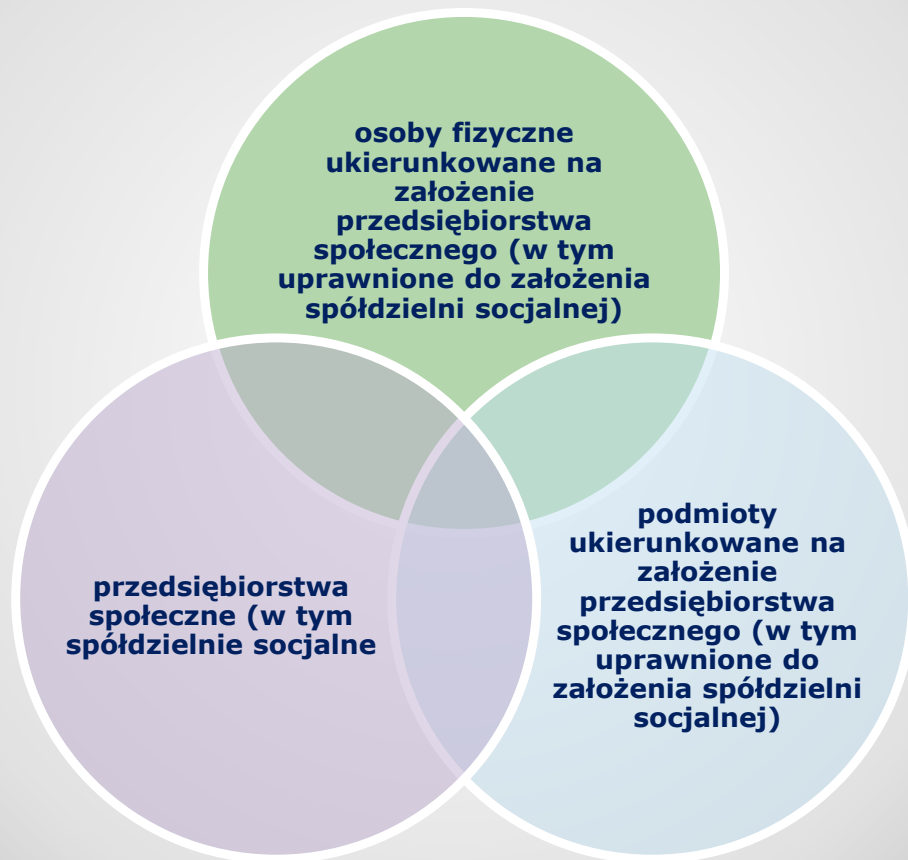 osoby fizyczne
ukierunkowane na
założenie
przedsiębiorstwa
społecznego (w tym
uprawnione do założenia
spółdzielni socjalnej)
przedsiębiorstwa
społeczne (w tym
spółdzielnie socjalne
podmioty
ukierunkowane na
założenie
przedsiębiorstwa
społecznego (w tym
uprawnione do
założenia spółdzielni
socjalnej)